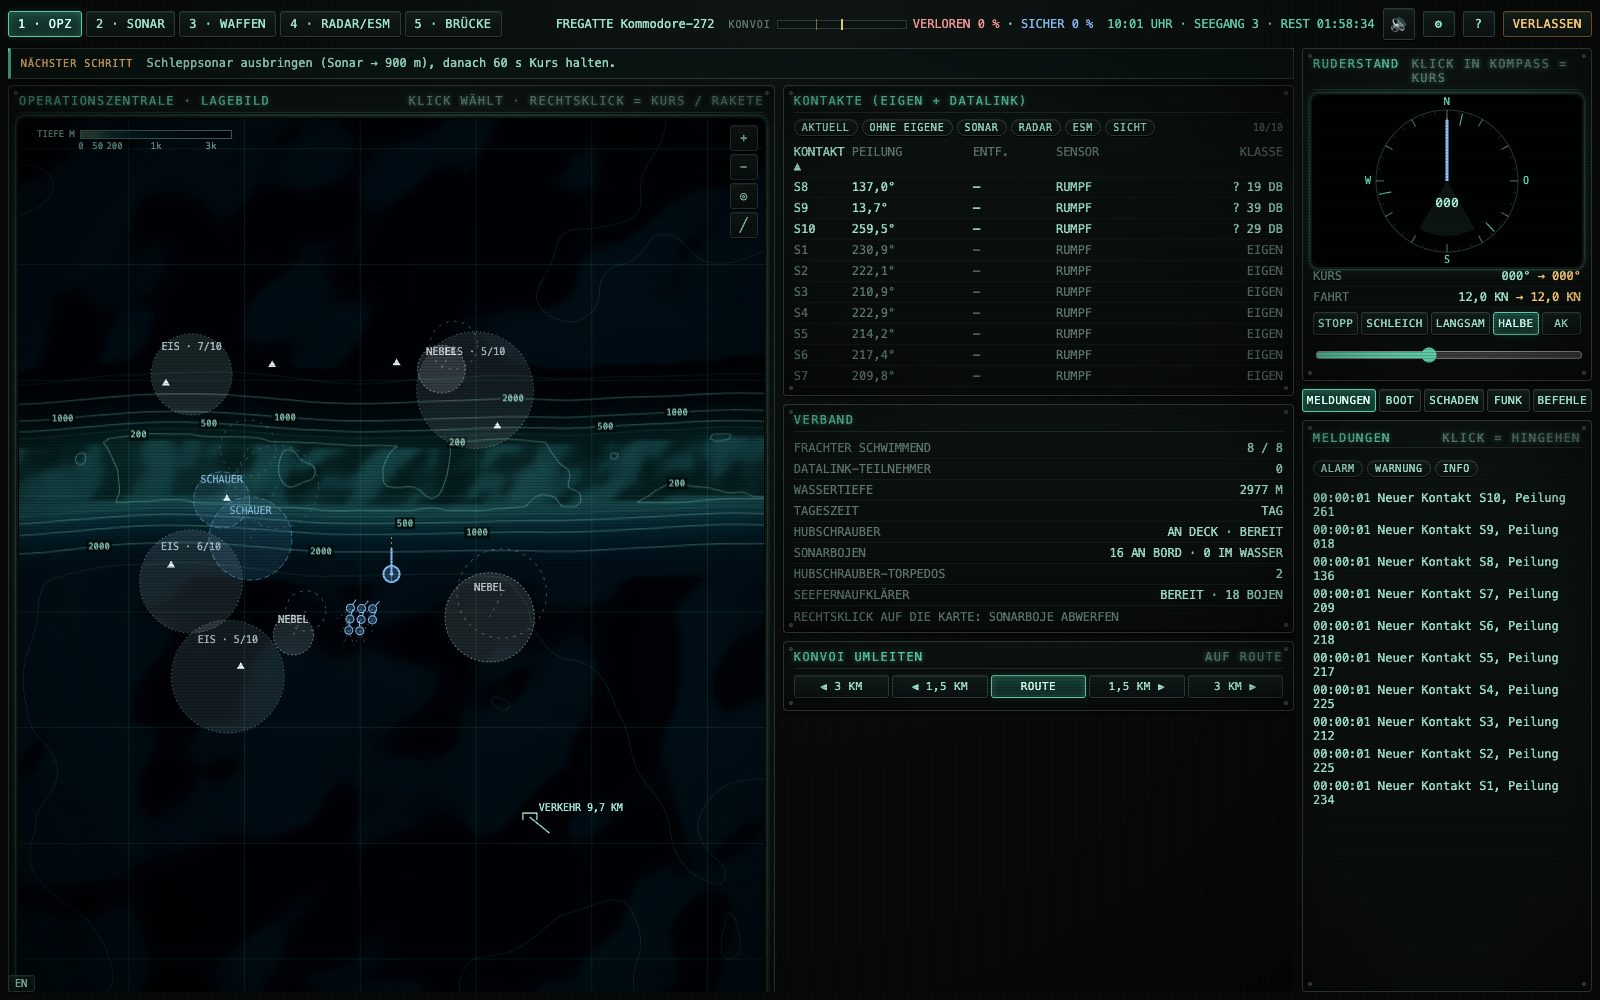 1 · OPZ
2 · SONAR
3 · WAFFEN
4 · RADAR/ESM
5 · BRÜCKE
FREGATTE Kommodore-272
KONVOI
VERLOREN 0 % · SICHER 0 %
10:01 UHR · SEEGANG 3 · REST 01:58:34
?
VERLASSEN
NÄCHSTER SCHRITT Schleppsonar ausbringen (Sonar → 900 m), danach 60 s Kurs halten.
OPERATIONSZENTRALE · LAGEBILD
KLICK WÄHLT · RECHTSKLICK = KURS / RAKETE
TIEFE M
0 50 200 1k 3k
+
−
EIS · 7/10
NEBEL
EIS · 5/10
2000
1000
1000
1000
500
500
200
200
SCHAUER
200
SCHAUER
500
1000
2000
EIS · 6/10
2000
NEBEL
NEBEL
EIS · 5/10
VERKEHR 9,7 KM
EN
KONTAKTE (EIGEN + DATALINK)
AKTUELL
OHNE EIGENE
SONAR
RADAR
ESM
SICHT
10/10
KONTAKT ▲ PEILUNG ENTF. SENSOR KLASSE
S8 137,0° — RUMPF ? 19 DB
S9 13,7° — RUMPF ? 39 DB
S10 259,5° — RUMPF ? 29 DB
S1 230,9° — RUMPF EIGEN
S2 222,1° — RUMPF EIGEN
S3 210,9° — RUMPF EIGEN
S4 222,9° — RUMPF EIGEN
S5 214,2° — RUMPF EIGEN
S6 217,4° — RUMPF EIGEN
S7 209,8° — RUMPF EIGEN
VERBAND
FRACHTER SCHWIMMEND 8 / 8
DATALINK-TEILNEHMER 0
WASSERTIEFE 2977 M
TAGESZEIT TAG
HUBSCHRAUBER AN DECK · BEREIT
SONARBOJEN 16 AN BORD · 0 IM WASSER
HUBSCHRAUBER-TORPEDOS 2
SEEFERNAUFKLÄRER BEREIT · 18 BOJEN
RECHTSKLICK AUF DIE KARTE: SONARBOJE ABWERFEN
KONVOI UMLEITEN AUF ROUTE
◀ 3 KM
◀ 1,5 KM
ROUTE
1,5 KM ▶
3 KM ▶
RUDERSTAND
KLICK IN KOMPASS =
KURS
N
W
O
000
S
KURS 000° → 000°
FAHRT 12,0 KN → 12,0 KN
STOPP
SCHLEICH
LANGSAM
HALBE
AK
MELDUNGEN
BOOT
SCHADEN
FUNK
BEFEHLE
MELDUNGEN KLICK = HINGEHEN
ALARM
WARNUNG
INFO
00:00:01 Neuer Kontakt S10, Peilung
261
00:00:01 Neuer Kontakt S9, Peilung
018
00:00:01 Neuer Kontakt S8, Peilung
136
00:00:01 Neuer Kontakt S7, Peilung
209
00:00:01 Neuer Kontakt S6, Peilung
218
00:00:01 Neuer Kontakt S5, Peilung
217
00:00:01 Neuer Kontakt S4, Peilung
225
00:00:01 Neuer Kontakt S3, Peilung
212
00:00:01 Neuer Kontakt S2, Peilung
225
00:00:01 Neuer Kontakt S1, Peilung
234